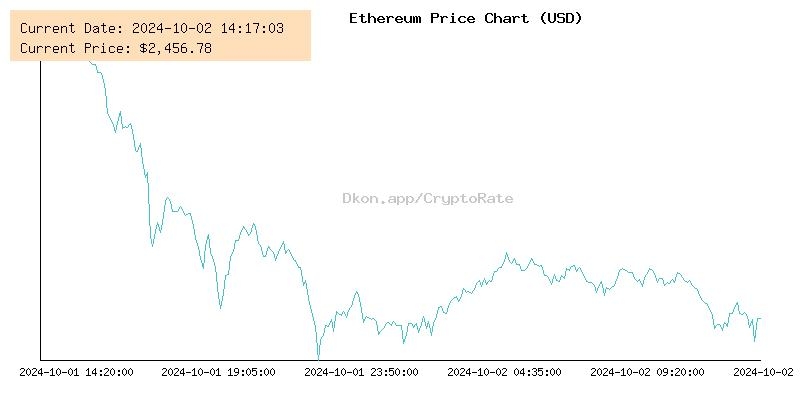 Ethereum Price Chart (USD)
Current Date: 2024-10-02 14:17:03
Current Price: $2,456.78
Dkon.app/CryptoRate
2024-10-01 14:20:00 2024-10-01 19:05:00 2024-10-01 23:50:00 2024-10-02 04:35:00 2024-10-02 09:20:00 2024-10-02